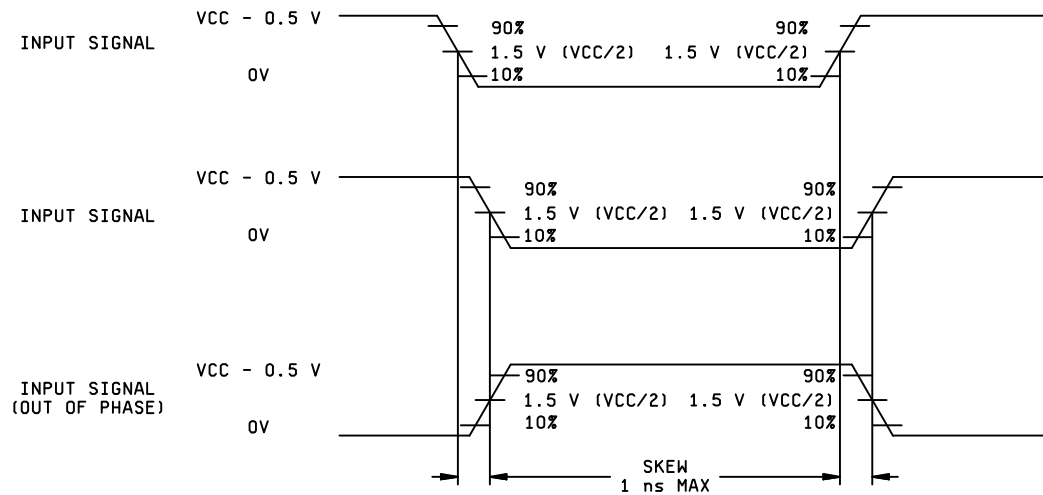 VCC - 0.5 V
90% 90%
INPUT SIGNAL
1.5 V (VCC/2) 1.5 V (VCC/2)
0V
10% 10%
VCC - 0.5 V
90% 90%
INPUT SIGNAL
1.5 V (VCC/2) 1.5 V (VCC/2)
0V
10% 10%
VCC - 0.5 V
90% 90%
INPUT SIGNAL
(OUT OF PHASE)
1.5 V (VCC/2) 1.5 V (VCC/2)
0V
10% 10%
SKEW
1 ns MAX